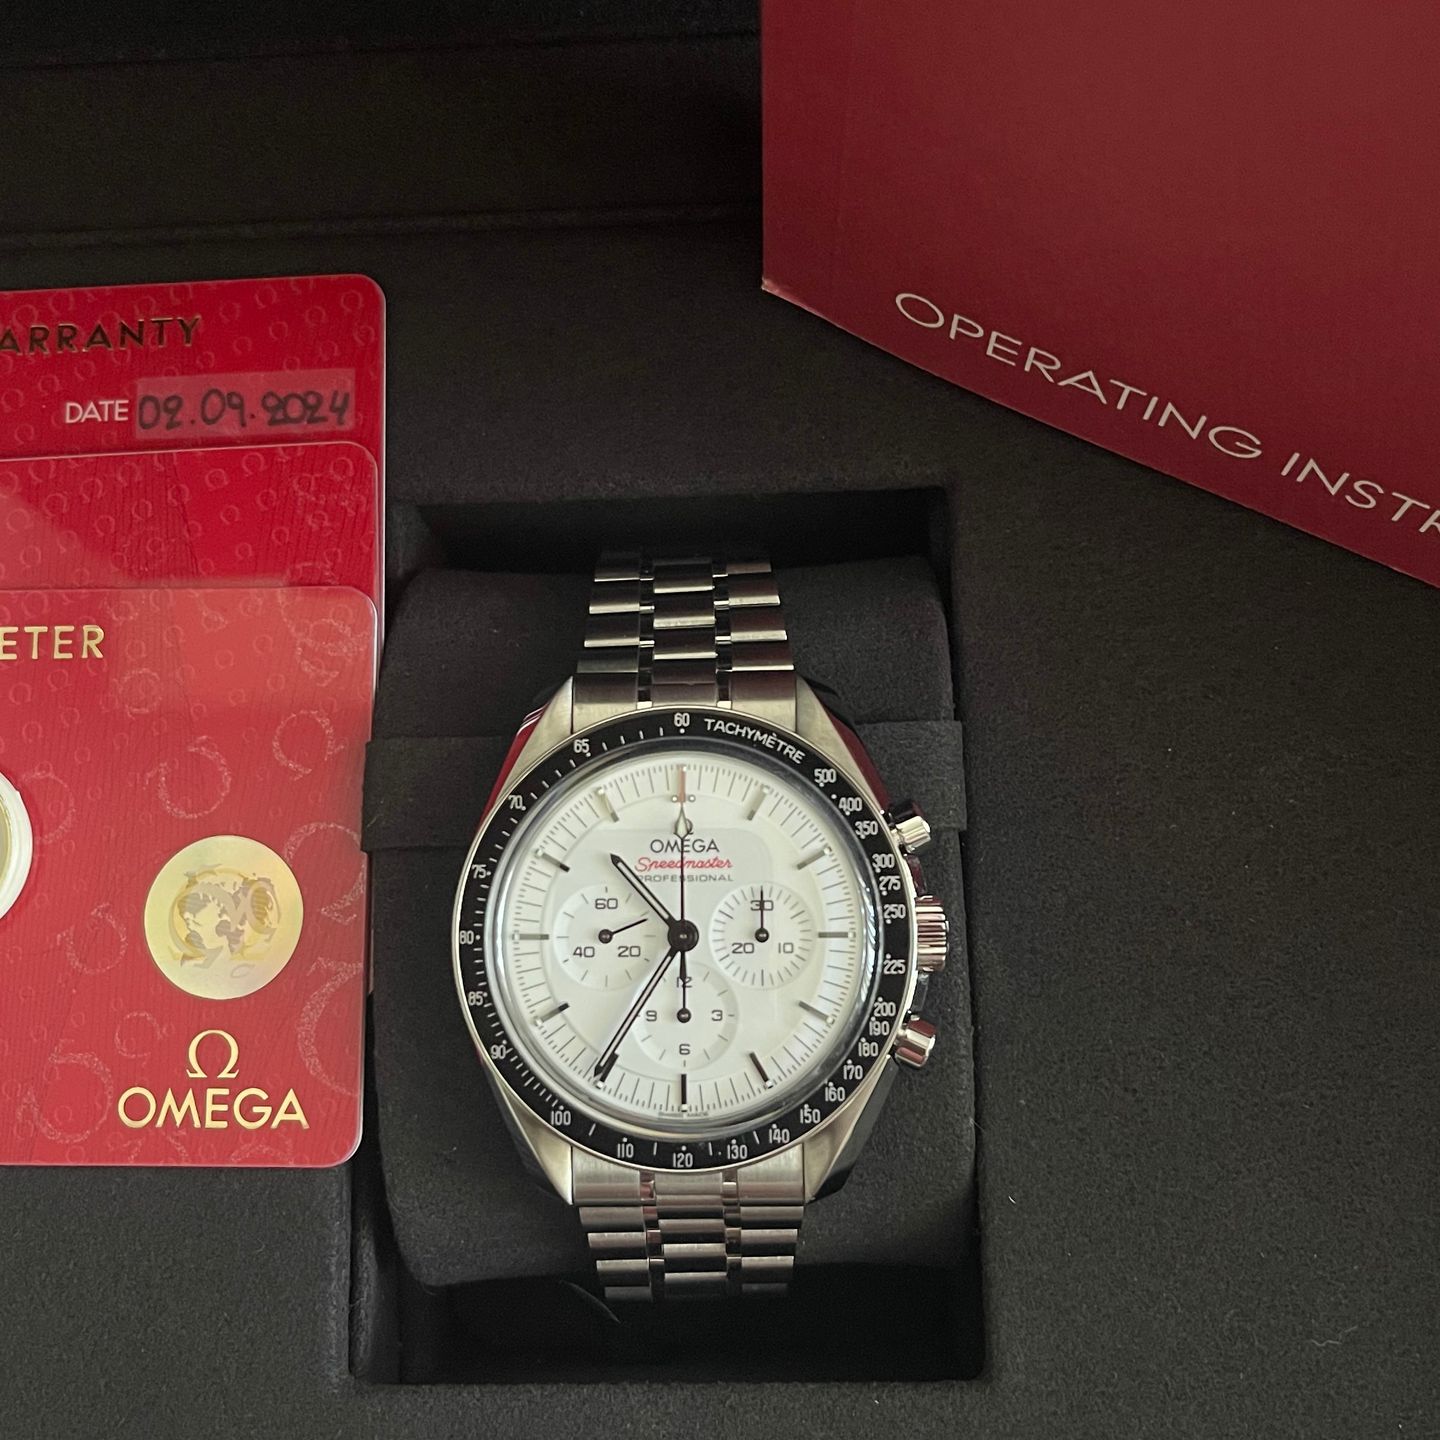 ARRANTY
DATE 02.09.2024
ETER
Ω
OMEGA
OPERATING INSTR
60 TACHYMÈTRE 500 400 350 300 275 250 225 200 190 180 170 160 150 140 130 120 110 100 90 85 80 75 70 65
Ω
OMEGA
Speedmaster
PROFESSIONAL
60 20 40
30 10 20
12 3 6 9
SWISS MADE